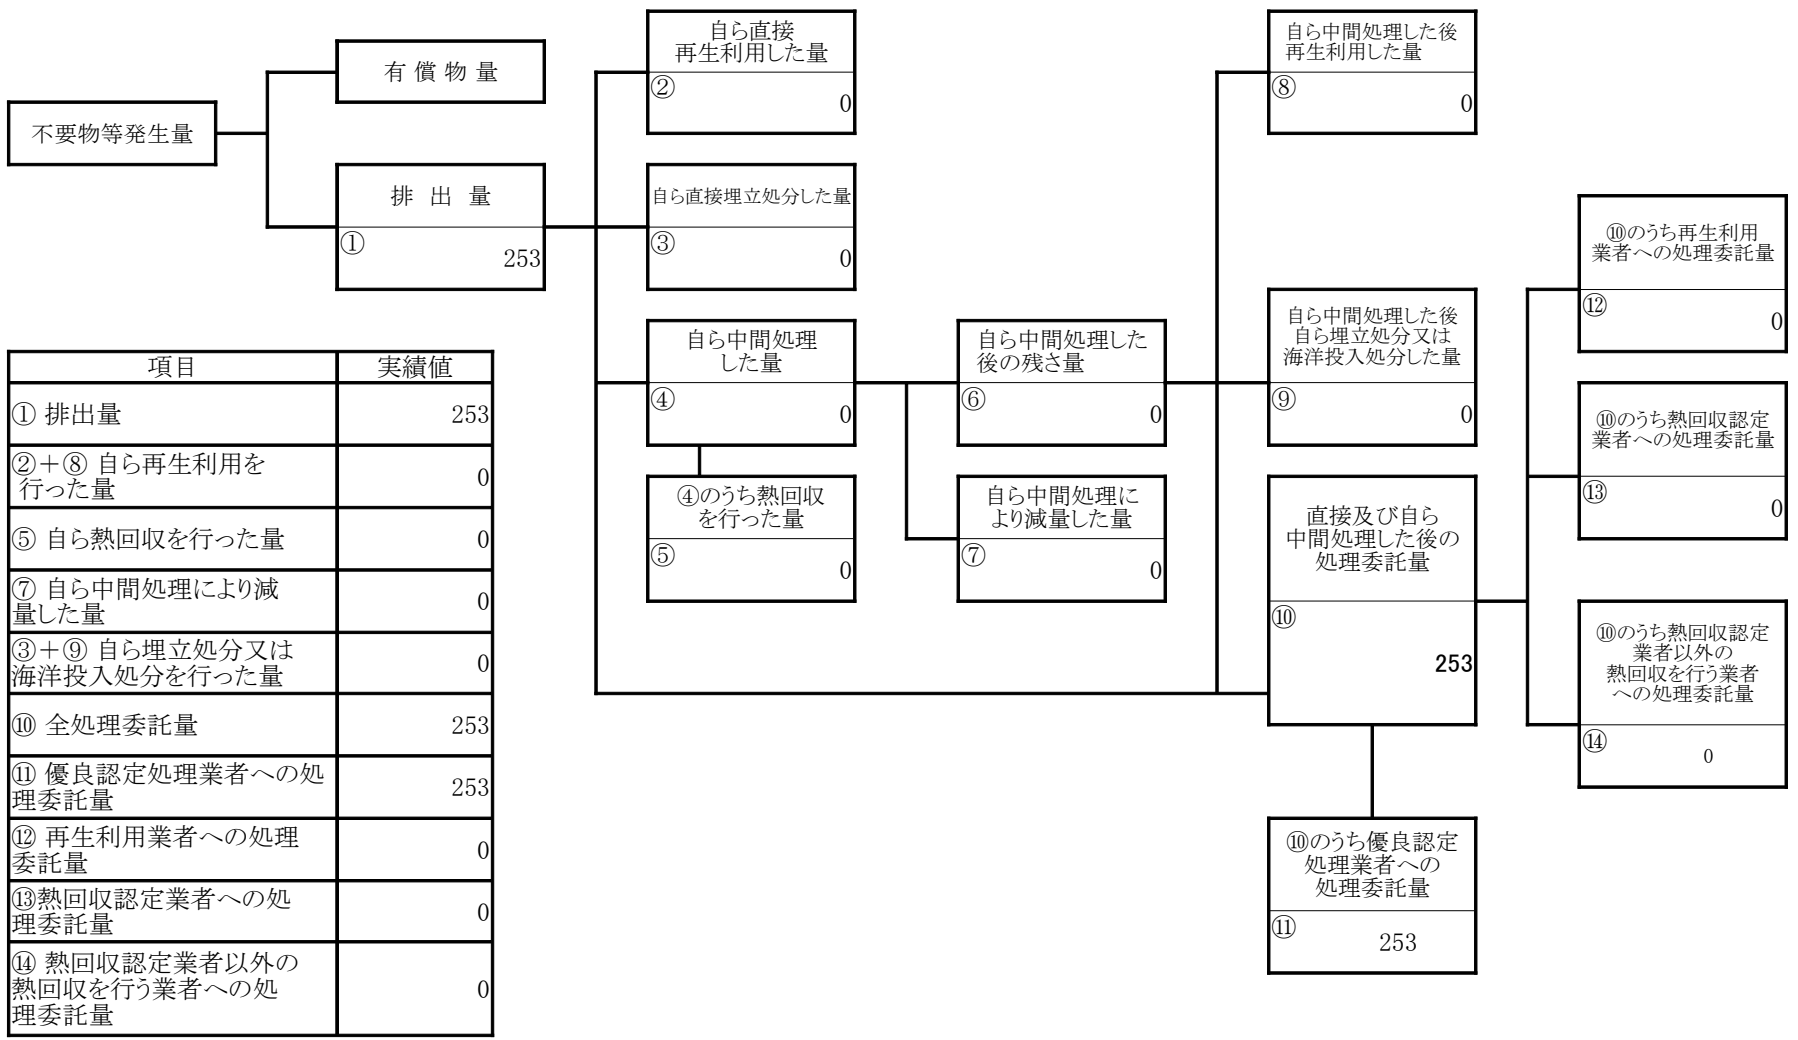 不要物等発生量
有償物量
排出量
①
253
自ら直接
再生利用した量
②
0
自ら直接埋立処分した量
③
0
自ら中間処理
した量
④
0
④のうち熱回収
を行った量
⑤
0
自ら中間処理した
後の残さ量
⑥
0
自ら中間処理に
より減量した量
⑦
0
自ら中間処理した後
再生利用した量
⑧
0
自ら中間処理した後
自ら埋立処分又は
海洋投入処分した量
⑨
0
直接及び自ら
中間処理した後の
処理委託量
⑩
253
⑩のうち優良認定
処理業者への
処理委託量
⑪
253
⑩のうち再生利用
業者への処理委託量
⑫
0
⑩のうち熱回収認定
業者への処理委託量
⑬
0
⑩のうち熱回収認定
業者以外の
熱回収を行う業者
への処理委託量
⑭
0
項目 実績値
① 排出量 253
②＋⑧ 自ら再生利用を
行った量 0
⑤ 自ら熱回収を行った量 0
⑦ 自ら中間処理により減
量した量 0
③＋⑨ 自ら埋立処分又は
海洋投入処分を行った量 0
⑩ 全処理委託量 253
⑪ 優良認定処理業者への処
理委託量 253
⑫ 再生利用業者への処理
委託量 0
⑬熱回収認定業者への処
理委託量 0
⑭ 熱回収認定業者以外の
熱回収を行う業者への処
理委託量 0